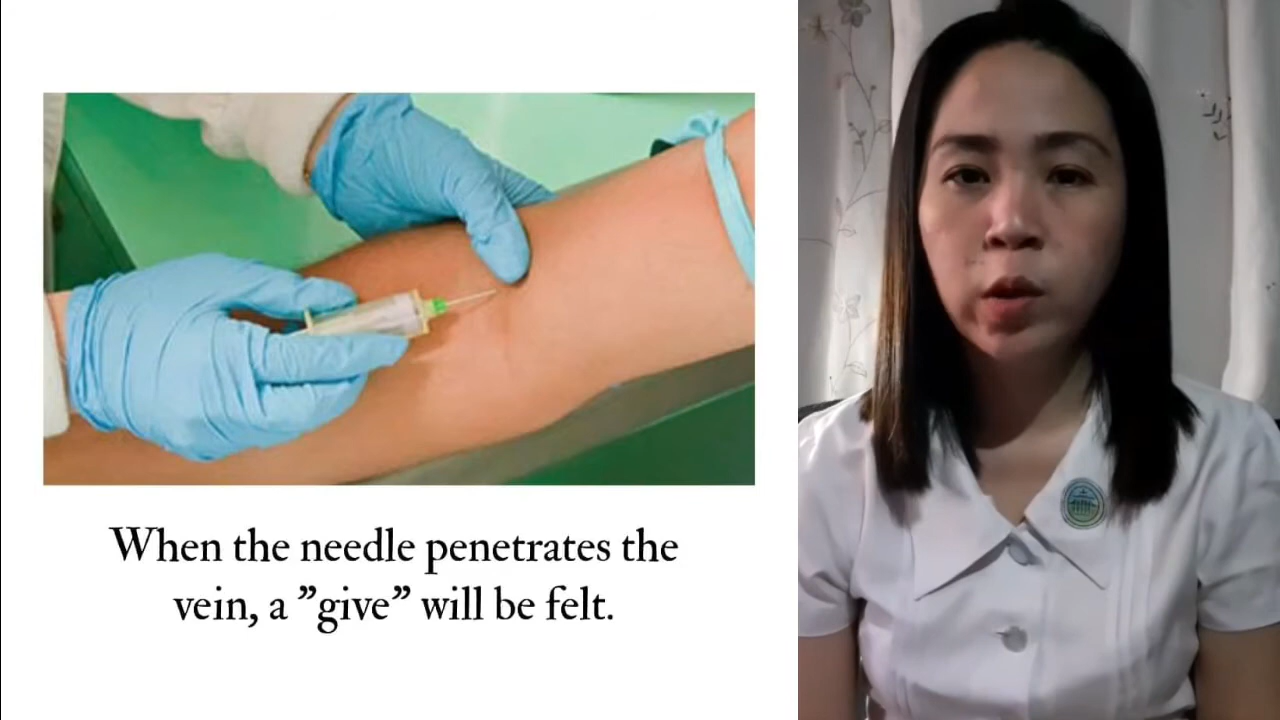 When the needle penetrates the
vein, a ”give” will be felt.